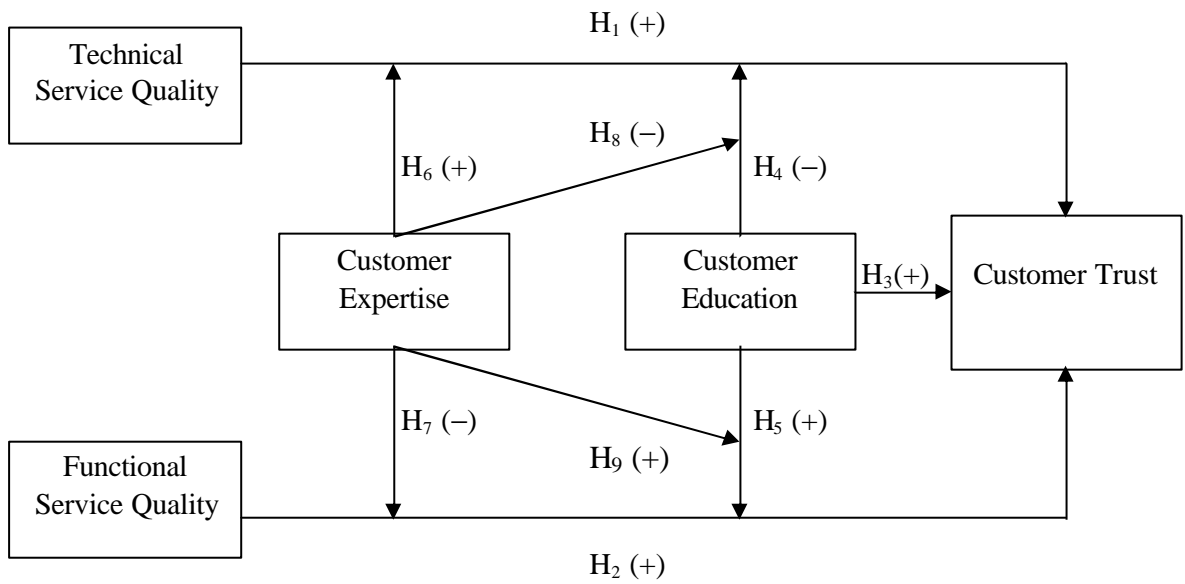 H₁ (+)
Technical
Service Quality
H₈ (−)
H₆ (+)
H₄ (−)
Customer
Expertise
Customer
Education
H₃(+)
Customer Trust
H₇ (−)
H₅ (+)
H₉ (+)
Functional
Service Quality
H₂ (+)